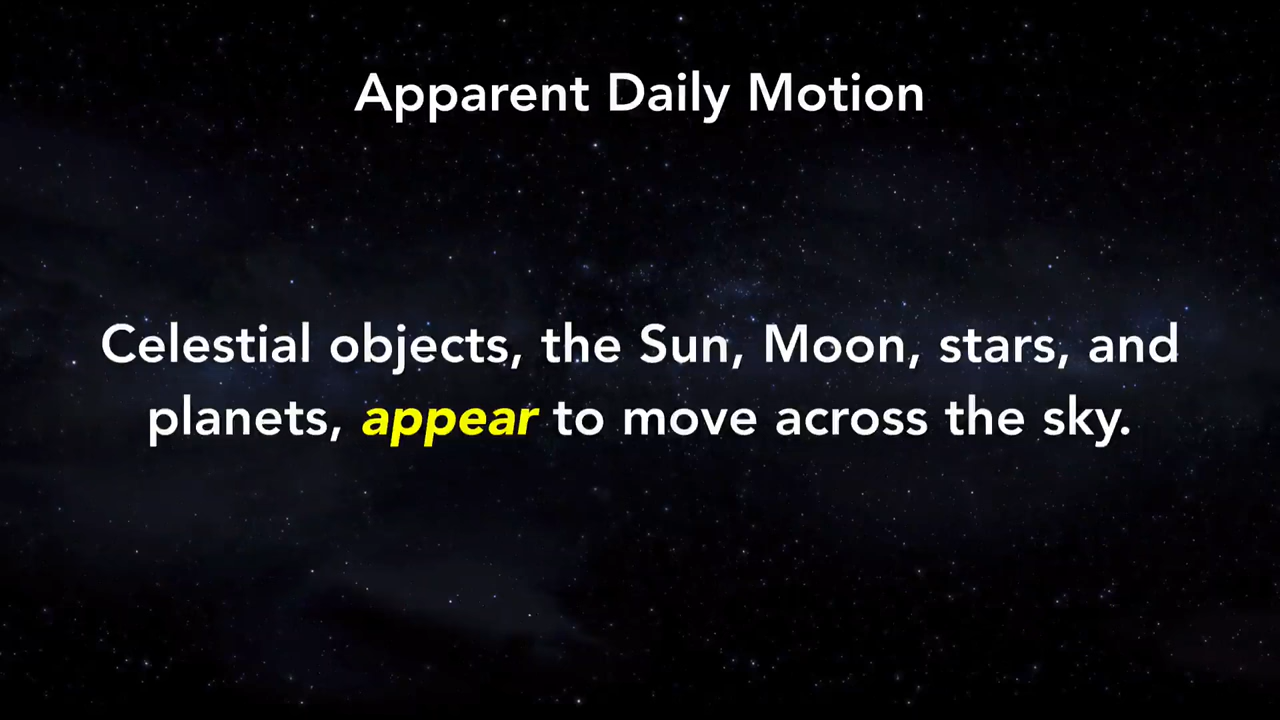 Apparent Daily Motion
Celestial objects, the Sun, Moon, stars, and
planets, appear to move across the sky.